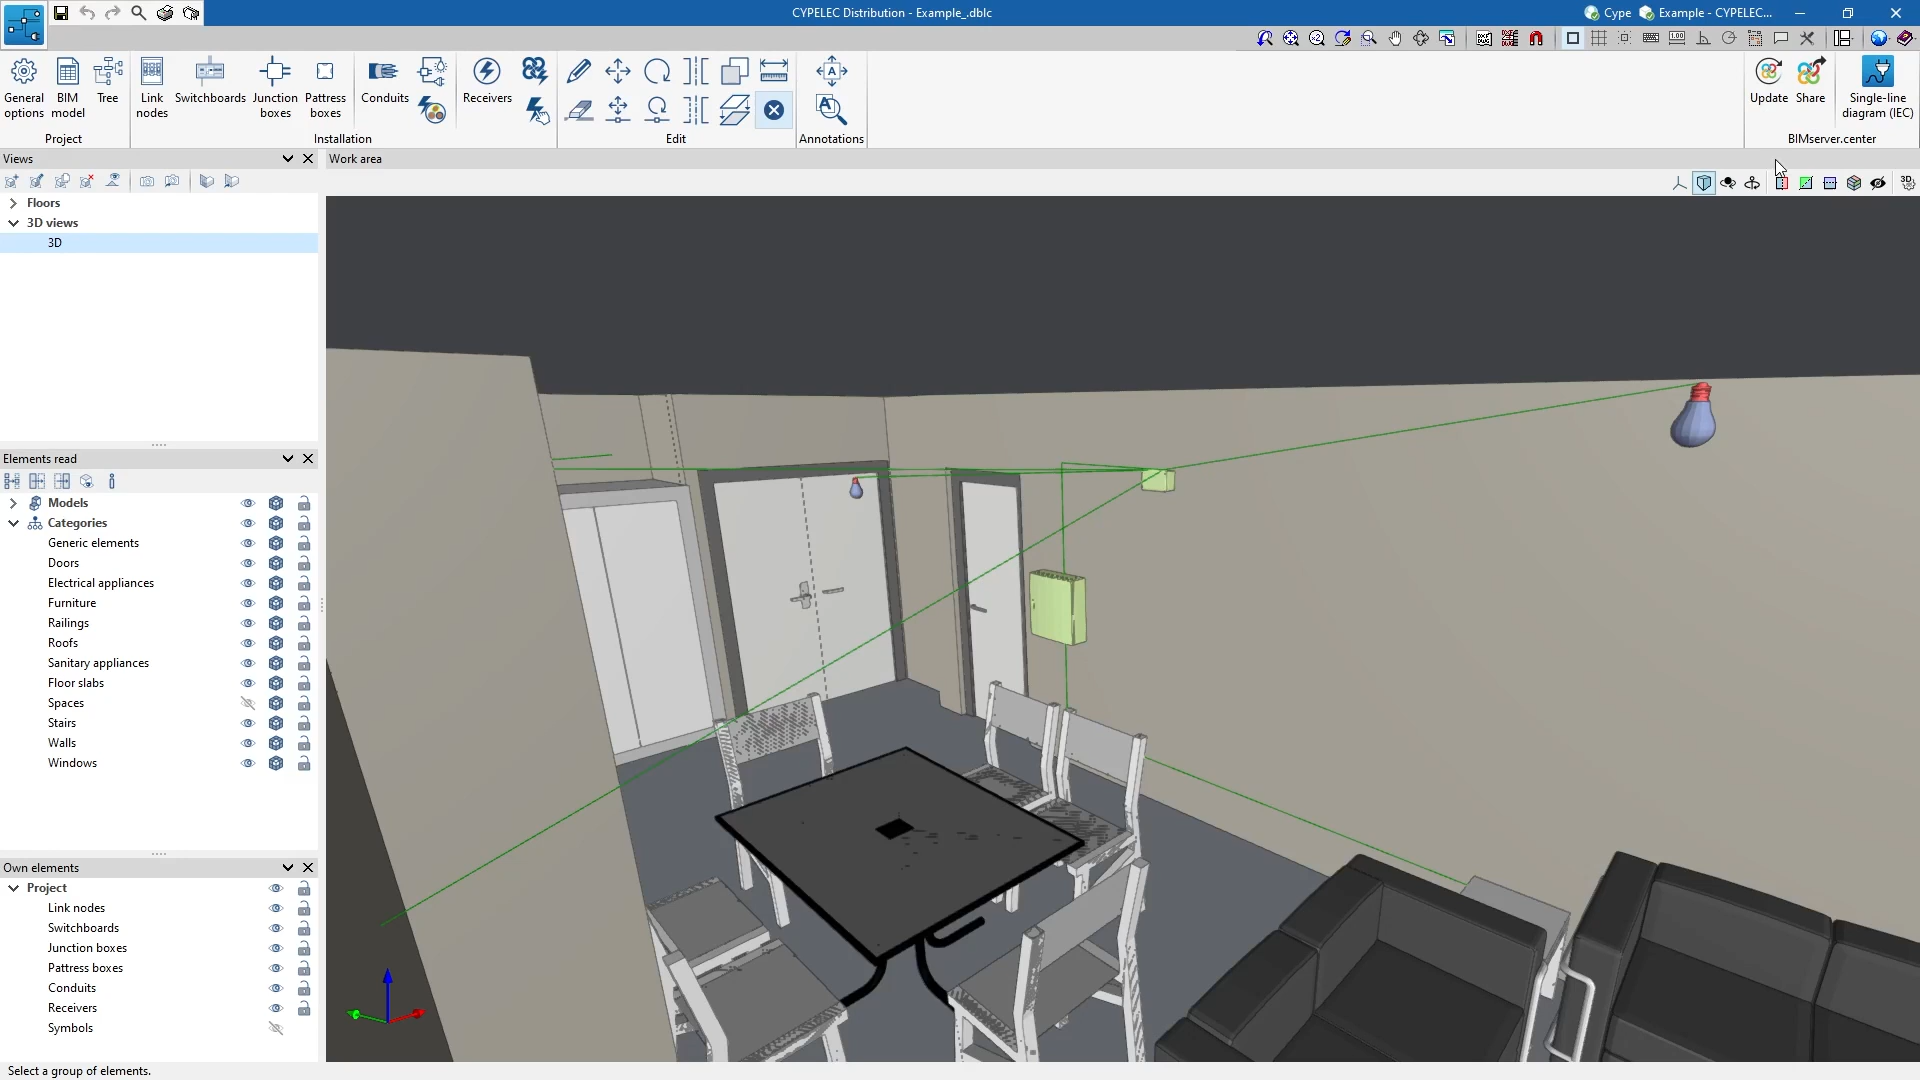 CYPELEC Distribution - Example_.dblc
Cype
Example - CYPELEC...
General options
BIM model
Tree
Project
Link nodes
Switchboards
Junction boxes
Pattress boxes
Conduits
Installation
Receivers
Edit
Annotations
Update
Share
Single-line diagram (IEC)
BIMserver.center
Views
Work area
Floors
3D views
3D
Elements read
Models
Categories
Generic elements
Doors
Electrical appliances
Furniture
Railings
Roofs
Sanitary appliances
Floor slabs
Spaces
Stairs
Walls
Windows
Own elements
Project
Link nodes
Switchboards
Junction boxes
Pattress boxes
Conduits
Receivers
Symbols
Select a group of elements.